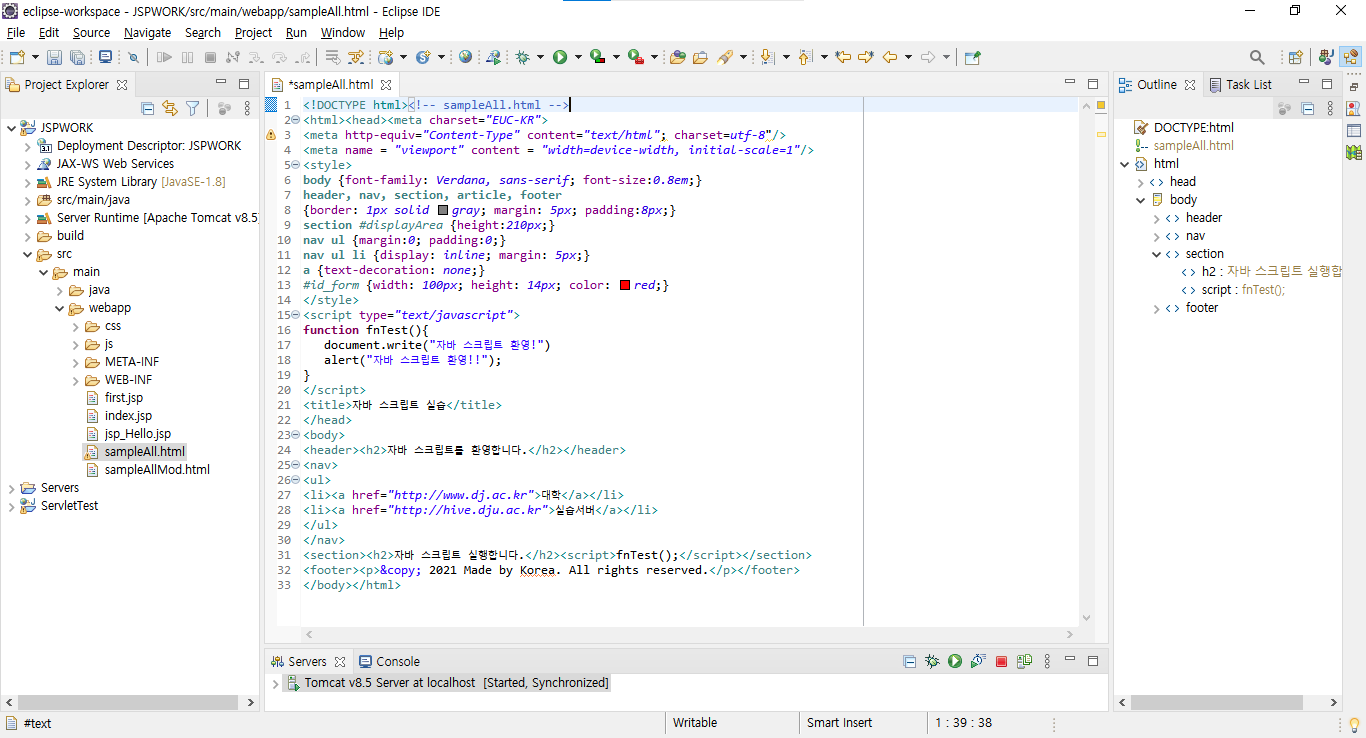 eclipse-workspace - JSPWORK/src/main/webapp/sampleAll.html - Eclipse IDE
File Edit Source Navigate Search Project Run Window Help
Project Explorer
JSPWORK
Deployment Descriptor: JSPWORK
JAX-WS Web Services
JRE System Library [JavaSE-1.8]
src/main/java
Server Runtime [Apache Tomcat v8.5]
build
src
main
java
webapp
css
js
META-INF
WEB-INF
first.jsp
index.jsp
jsp_Hello.jsp
sampleAll.html
sampleAllMod.html
Servers
ServletTest
*sampleAll.html
1 <!DOCTYPE html><!-- sampleAll.html -->
2 <html><head><meta charset="EUC-KR">
3 <meta http-equiv="Content-Type" content="text/html"; charset=utf-8"/>
4 <meta name = "viewport" content = "width=device-width, initial-scale=1"/>
5 <style>
6 body {font-family: Verdana, sans-serif; font-size:0.8em;}
7 header, nav, section, article, footer
8 {border: 1px solid gray; margin: 5px; padding:8px;}
9 section #displayArea {height:210px;}
10 nav ul {margin:0; padding:0;}
11 nav ul li {display: inline; margin: 5px;}
12 a {text-decoration: none;}
13 #id_form {width: 100px; height: 14px; color: red;}
14 </style>
15 <script type="text/javascript">
16 function fnTest(){
17 document.write("자바 스크립트 환영!")
18 alert("자바 스크립트 환영!!");
19 }
20 </script>
21 <title>자바 스크립트 실습</title>
22 </head>
23 <body>
24 <header><h2>자바 스크립트를 환영합니다.</h2></header>
25 <nav>
26 <ul>
27 <li><a href="http://www.dj.ac.kr">대학</a></li>
28 <li><a href="http://hive.dju.ac.kr">실습서버</a></li>
29 </ul>
30 </nav>
31 <section><h2>자바 스크립트 실행합니다.</h2><script>fnTest();</script></section>
32 <footer><p>&copy; 2021 Made by Korea. All rights reserved.</p></footer>
33 </body></html>
Servers Console
Tomcat v8.5 Server at localhost [Started, Synchronized]
Outline Task List
DOCTYPE:html
sampleAll.html
html
head
body
header
nav
section
h2 : 자바 스크립트 실행합
script : fnTest();
footer
#text Writable Smart Insert 1 : 39 : 38